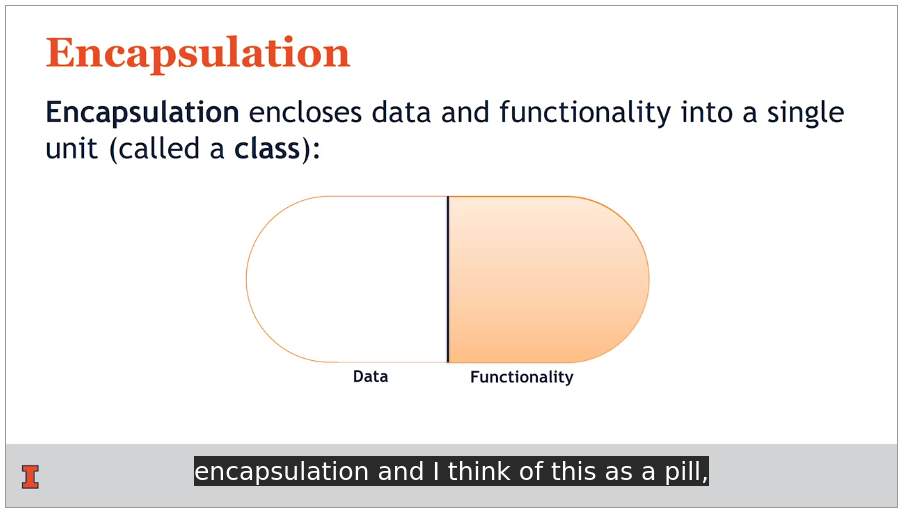 Encapsulation
Encapsulation encloses data and functionality into a single
unit (called a class):
Data
Functionality
encapsulation and I think of this as a pill,